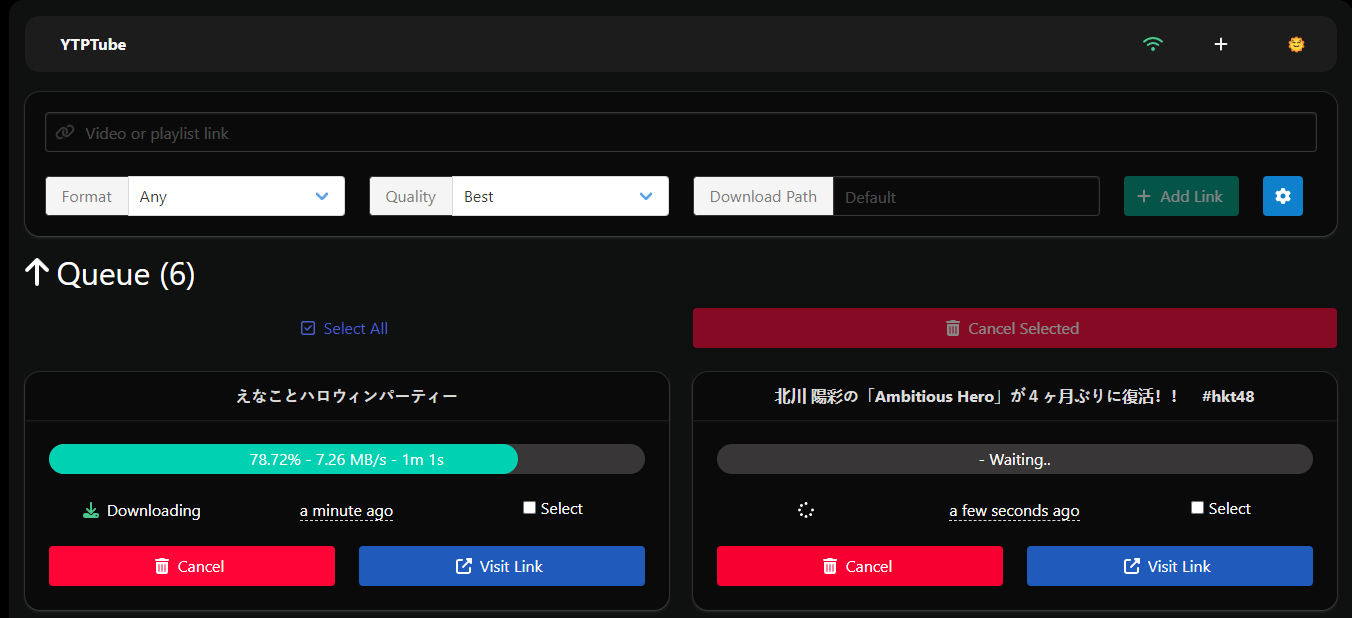 YTPTube
Video or playlist link
Format Any Quality Best Download Path Default Add Link
Queue (6)
Select All Cancel Selected
えなことハロウィンパーティー
78.72% - 7.26 MB/s - 1m 1s
Downloading a minute ago Select
Cancel Visit Link
北川 陽彩の「Ambitious Hero」が４ヶ月ぶりに復活！！　#hkt48
- Waiting..
a few seconds ago Select
Cancel Visit Link